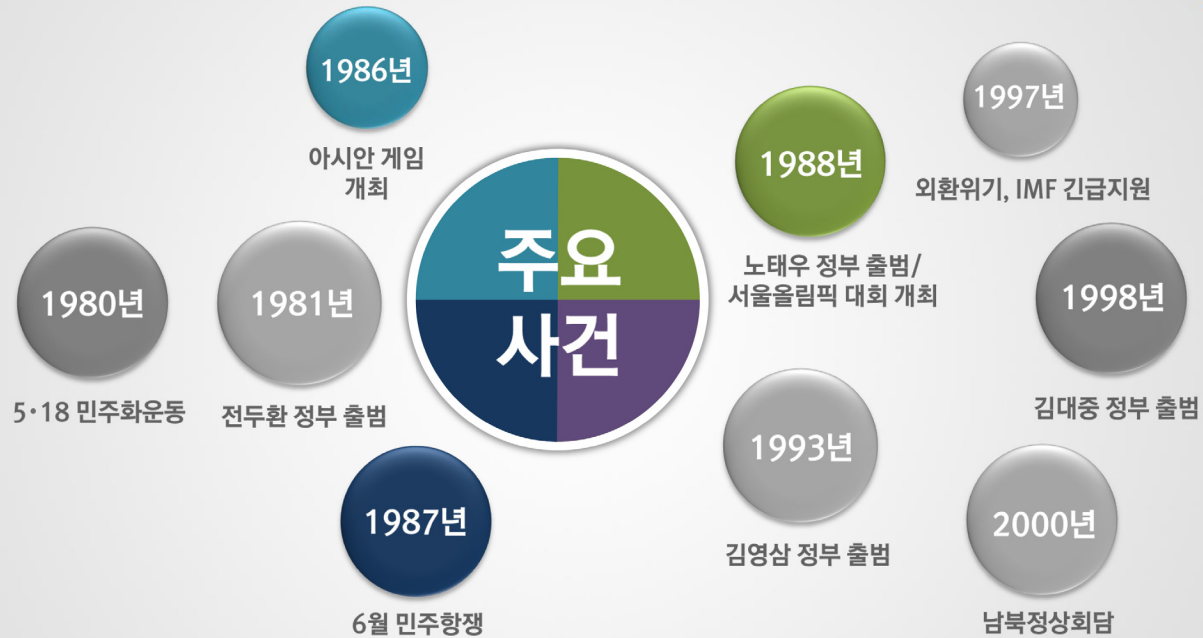 1986년
아시안 게임
개최
1980년
5·18 민주화운동
1981년
전두환 정부 출범
1987년
6월 민주항쟁
주요
사건
1988년
노태우 정부 출범/
서울올림픽 대회 개최
1993년
김영삼 정부 출범
1997년
외환위기, IMF 긴급지원
1998년
김대중 정부 출범
2000년
남북정상회담